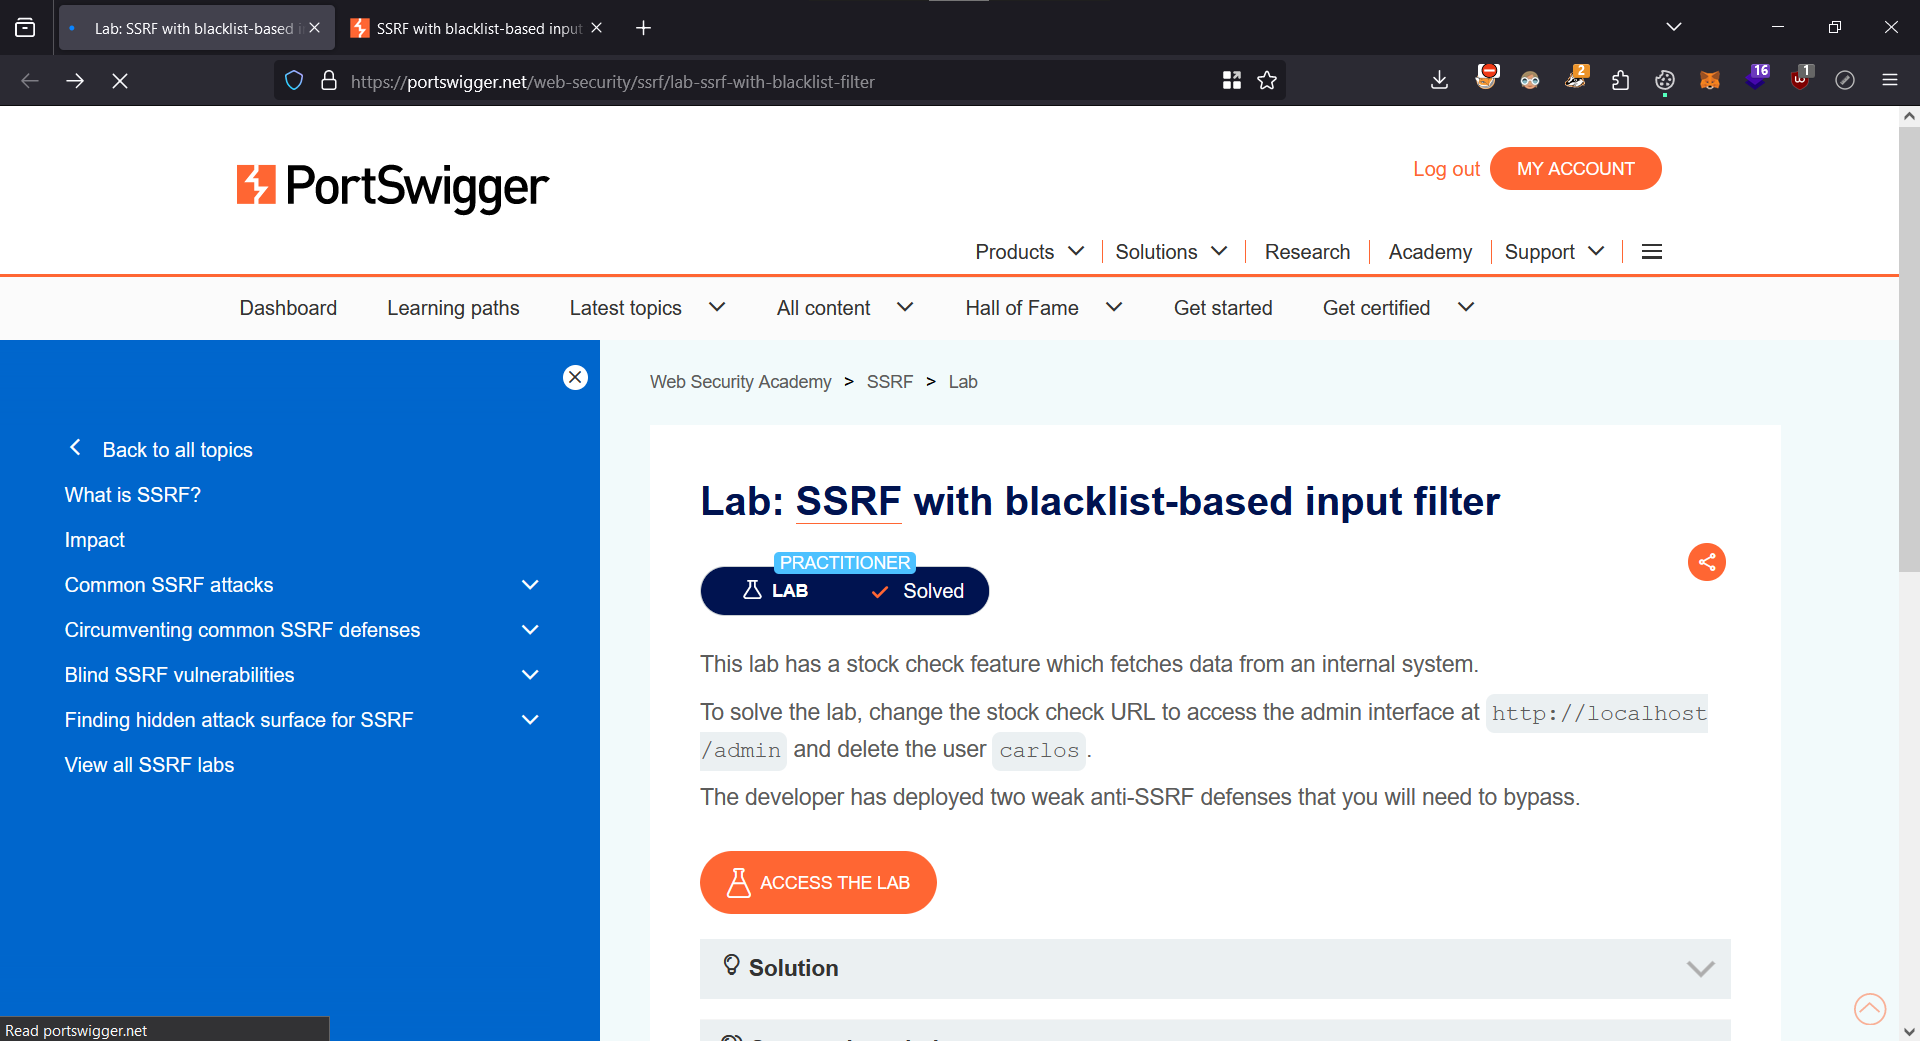 Lab: SSRF with blacklist-based i
SSRF with blacklist-based input
https://portswigger.net/web-security/ssrf/lab-ssrf-with-blacklist-filter
2
16
1
PortSwigger
Log out
MY ACCOUNT
Products
Solutions
Research
Academy
Support
Dashboard
Learning paths
Latest topics
All content
Hall of Fame
Get started
Get certified
Back to all topics
What is SSRF?
Impact
Common SSRF attacks
Circumventing common SSRF defenses
Blind SSRF vulnerabilities
Finding hidden attack surface for SSRF
View all SSRF labs
Web Security Academy > SSRF > Lab
Lab: SSRF with blacklist-based input filter
PRACTITIONER
LAB
Solved
This lab has a stock check feature which fetches data from an internal system.
To solve the lab, change the stock check URL to access the admin interface at http://localhost
/admin and delete the user carlos.
The developer has deployed two weak anti-SSRF defenses that you will need to bypass.
ACCESS THE LAB
Solution
Read portswigger.net